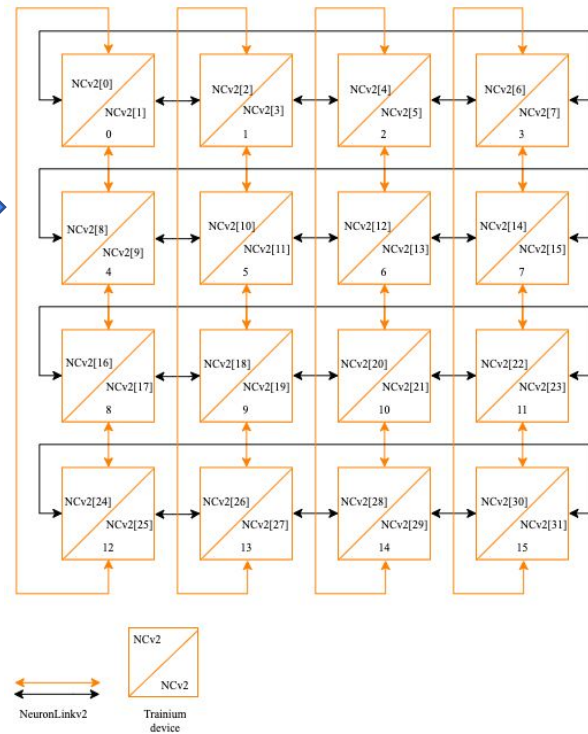 NCv2[0]
NCv2[1]
0
NCv2[2]
NCv2[3]
1
NCv2[4]
NCv2[5]
2
NCv2[6]
NCv2[7]
3
NCv2[8]
NCv2[9]
4
NCv2[10]
NCv2[11]
5
NCv2[12]
NCv2[13]
6
NCv2[14]
NCv2[15]
7
NCv2[16]
NCv2[17]
8
NCv2[18]
NCv2[19]
9
NCv2[20]
NCv2[21]
10
NCv2[22]
NCv2[23]
11
NCv2[24]
NCv2[25]
12
NCv2[26]
NCv2[27]
13
NCv2[28]
NCv2[29]
14
NCv2[30]
NCv2[31]
15
NeuronLinkv2
NCv2
NCv2
Trainium
device